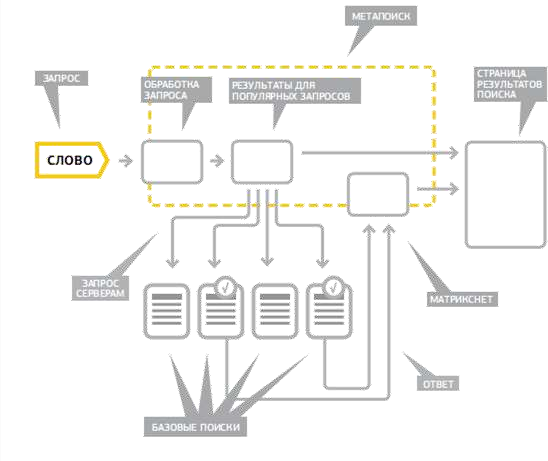 МЕТАПОИСК
ЗАПРОС
ОБРАБОТКА
ЗАПРОСА
РЕЗУЛЬТАТЫ ДЛЯ
ПОПУЛЯРНЫХ ЗАПРОСОВ
СТРАНИЦА
РЕЗУЛЬТАТОВ
ПОИСКА
СЛОВО
ЗАПРОС
СЕРВЕРАМ
МАТРИКСНЕТ
ОТВЕТ
БАЗОВЫЕ ПОИСКИ